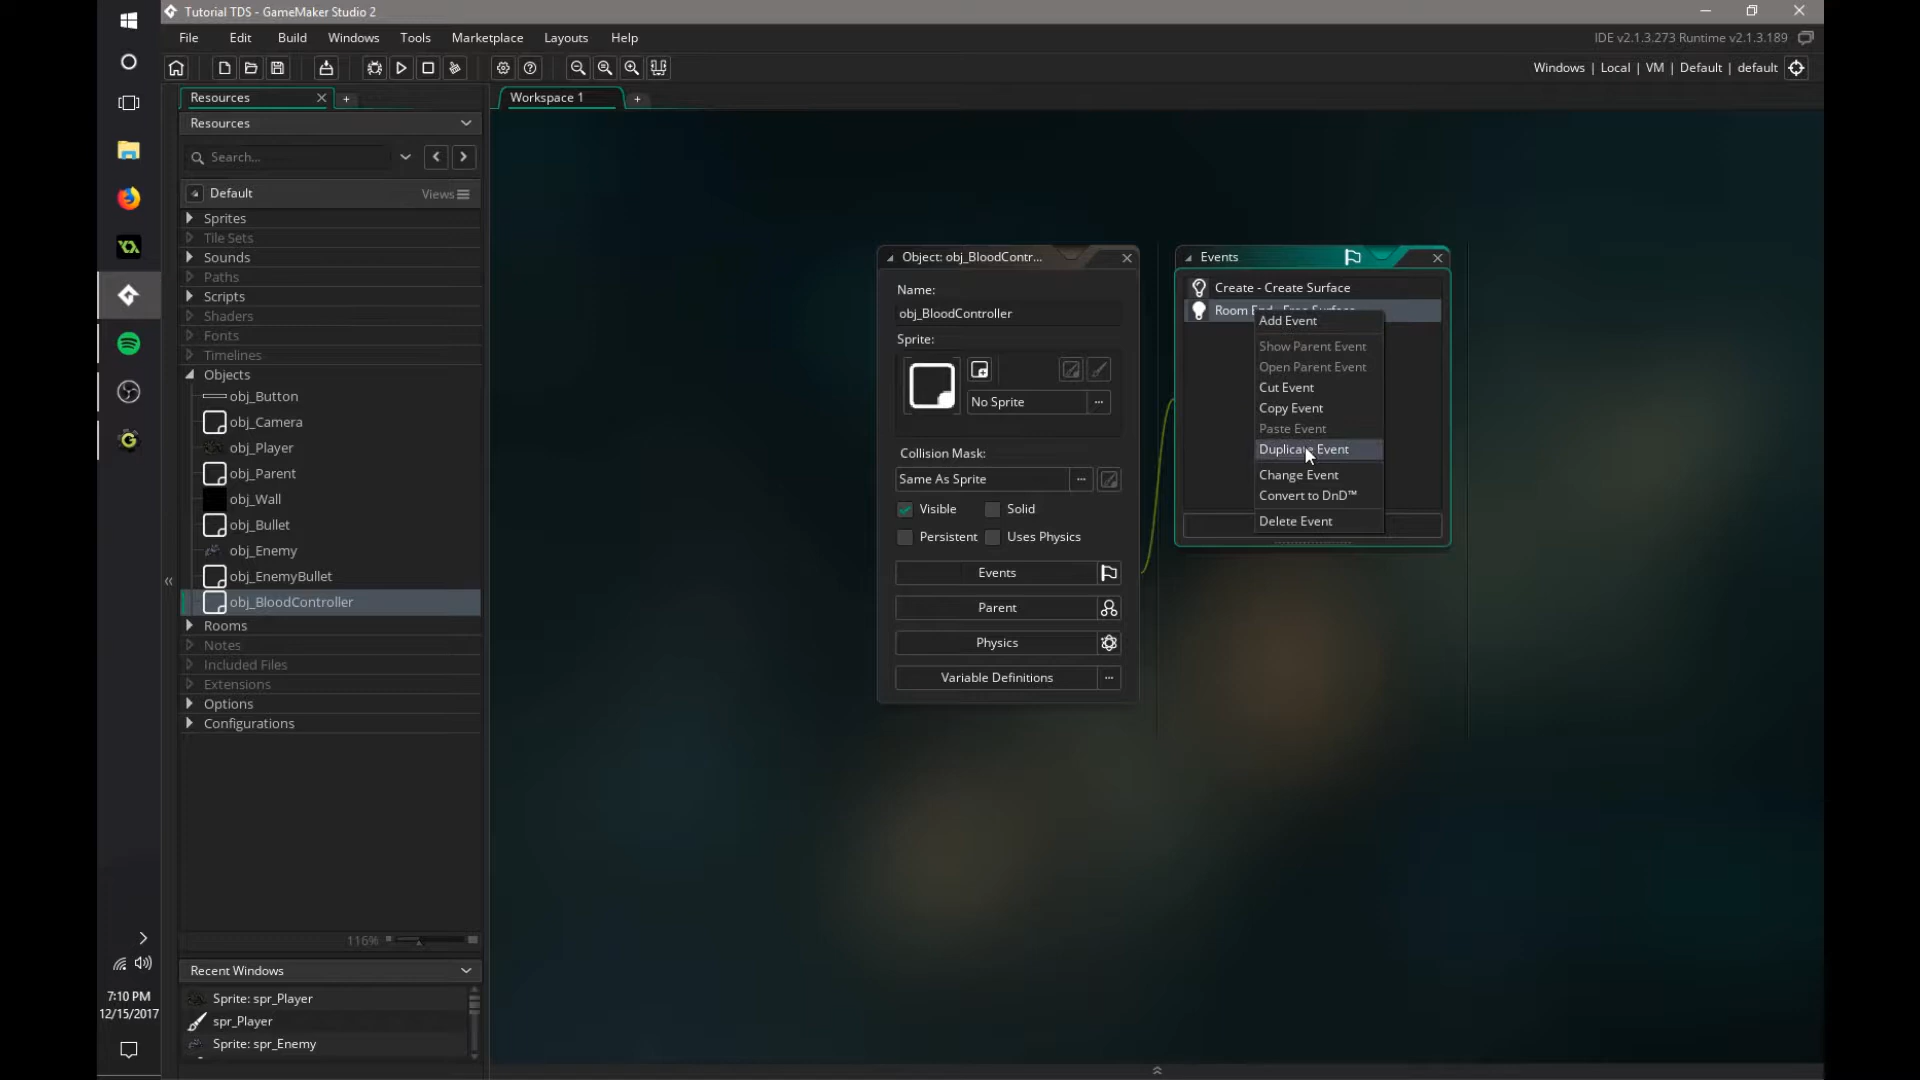 Tutorial TDS - GameMaker Studio 2
File Edit Build Windows Tools Marketplace Layouts Help
IDE v2.1.3.273 Runtime v2.1.3.189
Windows | Local | VM | Default | default
Resources
Workspace 1
Resources
Search...
Default
Views
Sprites
Tile Sets
Sounds
Paths
Scripts
Shaders
Fonts
Timelines
Objects
obj_Button
obj_Camera
obj_Player
obj_Parent
obj_Wall
obj_Bullet
obj_Enemy
obj_EnemyBullet
obj_BloodController
Rooms
Notes
Included Files
Extensions
Options
Configurations
116%
Recent Windows
Sprite: spr_Player
spr_Player
Sprite: spr_Enemy
7:10 PM
12/15/2017
Object: obj_BloodContr...
Name:
obj_BloodController
Sprite:
No Sprite
Collision Mask:
Same As Sprite
Visible
Solid
Persistent
Uses Physics
Events
Parent
Physics
Variable Definitions
Events
Create - Create Surface
Room End - Free Surface
Add Event
Show Parent Event
Open Parent Event
Cut Event
Copy Event
Paste Event
Duplicate Event
Change Event
Convert to DnD™
Delete Event